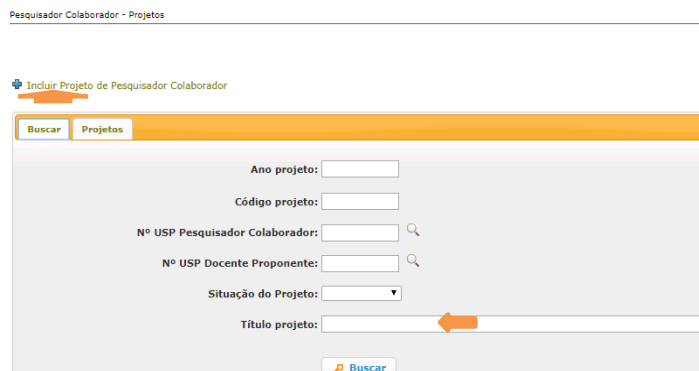 Pesquisador Colaborador - Projetos
Incluir Projeto de Pesquisador Colaborador
Buscar Projetos
Ano projeto:
Código projeto:
Nº USP Pesquisador Colaborador:
Nº USP Docente Proponente:
Situação do Projeto:
Título projeto:
Buscar